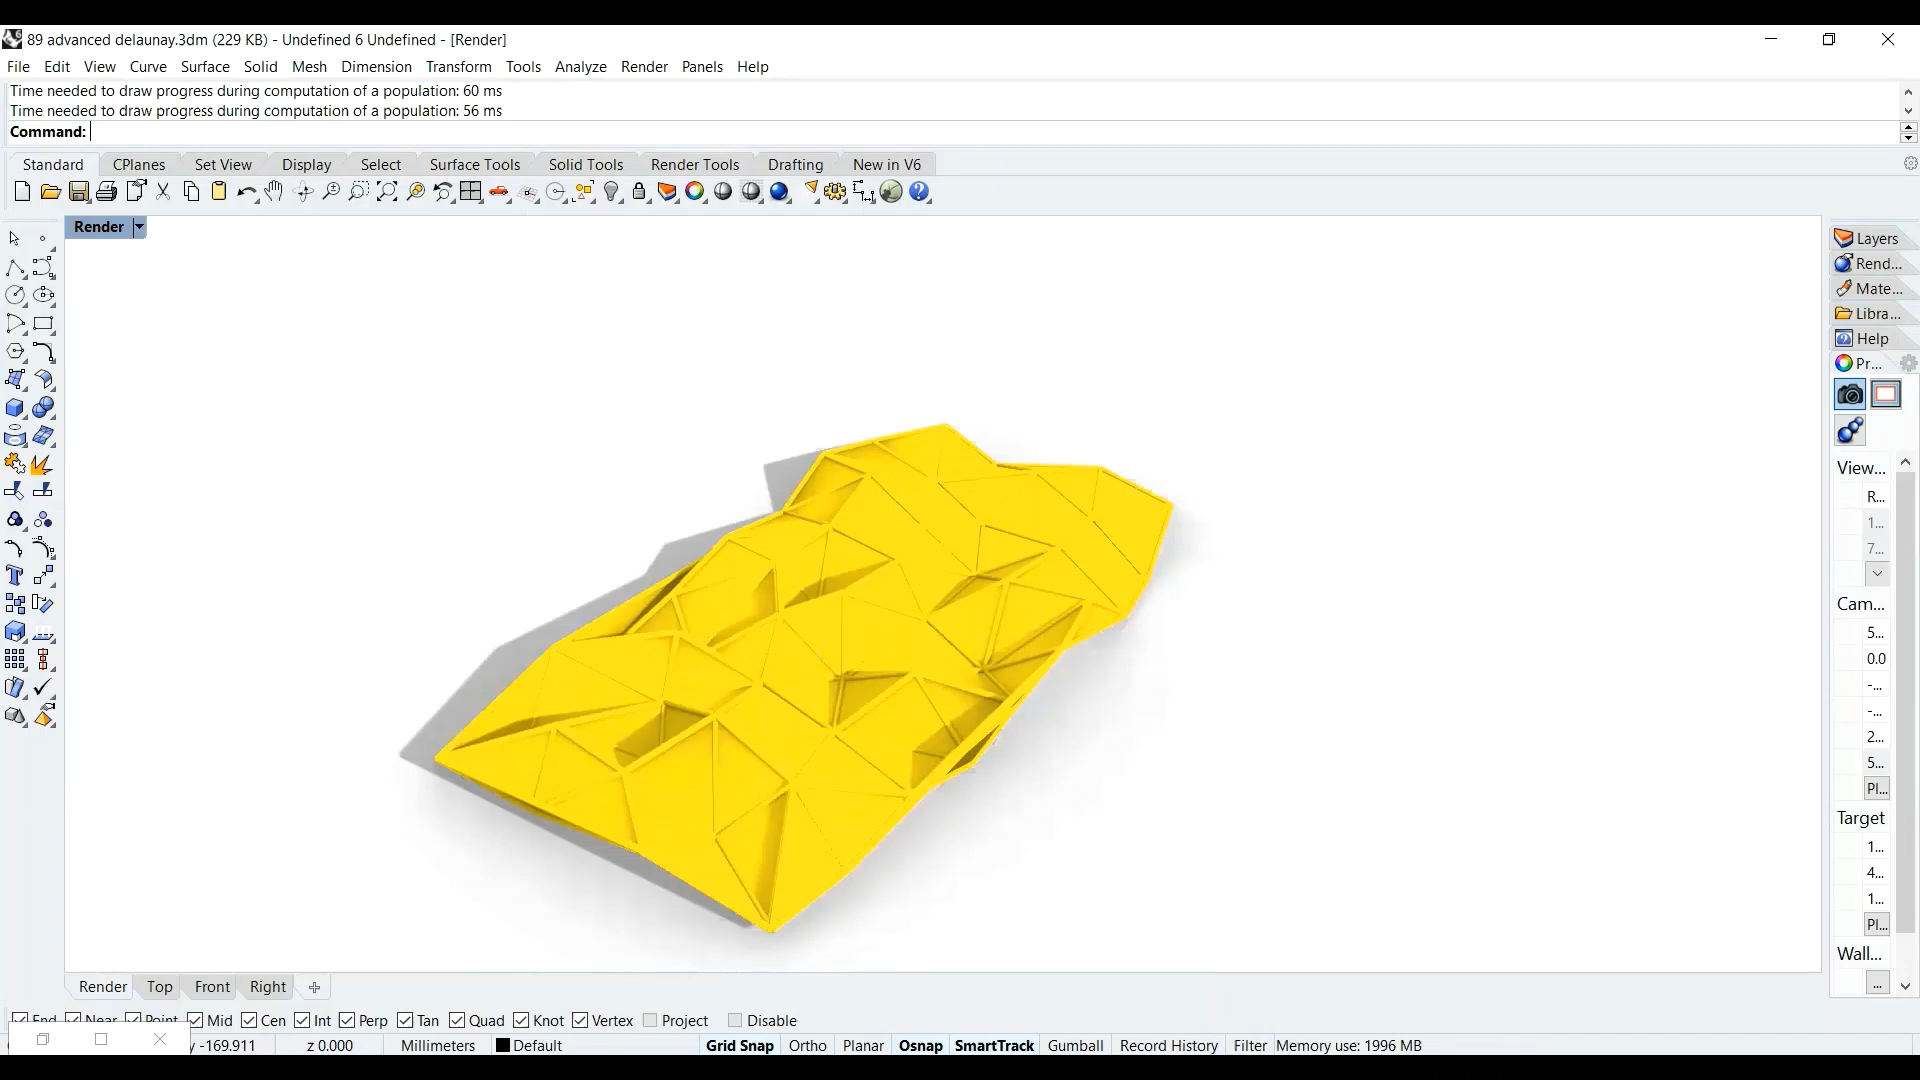 89 advanced delaunay.3dm (229 KB) - Undefined 6 Undefined - [Render]
File Edit View Curve Surface Solid Mesh Dimension Transform Tools Analyze Render Panels Help
Time needed to draw progress during computation of a population: 60 ms
Time needed to draw progress during computation of a population: 56 ms
Command:
Standard CPlanes Set View Display Select Surface Tools Solid Tools Render Tools Drafting New in V6
Render
Layers
Rend...
Mate...
Libra...
Help
Pr...
View...
R...
1...
7...
Cam...
5...
0.0
-...
-...
2...
5...
Pl...
Target
1...
4...
1...
Pl...
Wall...
...
Render Top Front Right
End Near Point Mid Cen Int Perp Tan Quad Knot Vertex Project Disable
y -169.911 z 0.000 Millimeters Default Grid Snap Ortho Planar Osnap SmartTrack Gumball Record History Filter Memory use: 1996 MB